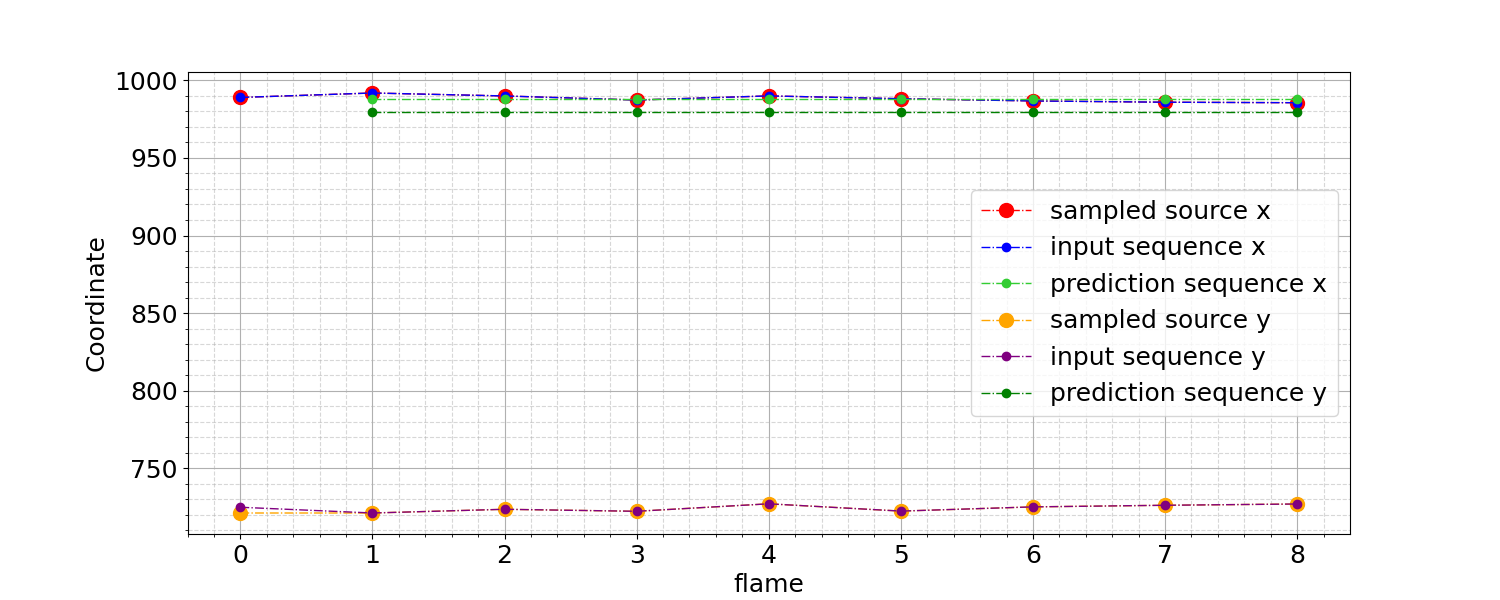 1000
950
900
850
800
750
Coordinate
sampled source x
input sequence x
prediction sequence x
sampled source y
input sequence y
prediction sequence y
0 1 2 3 4 5 6 7 8
flame